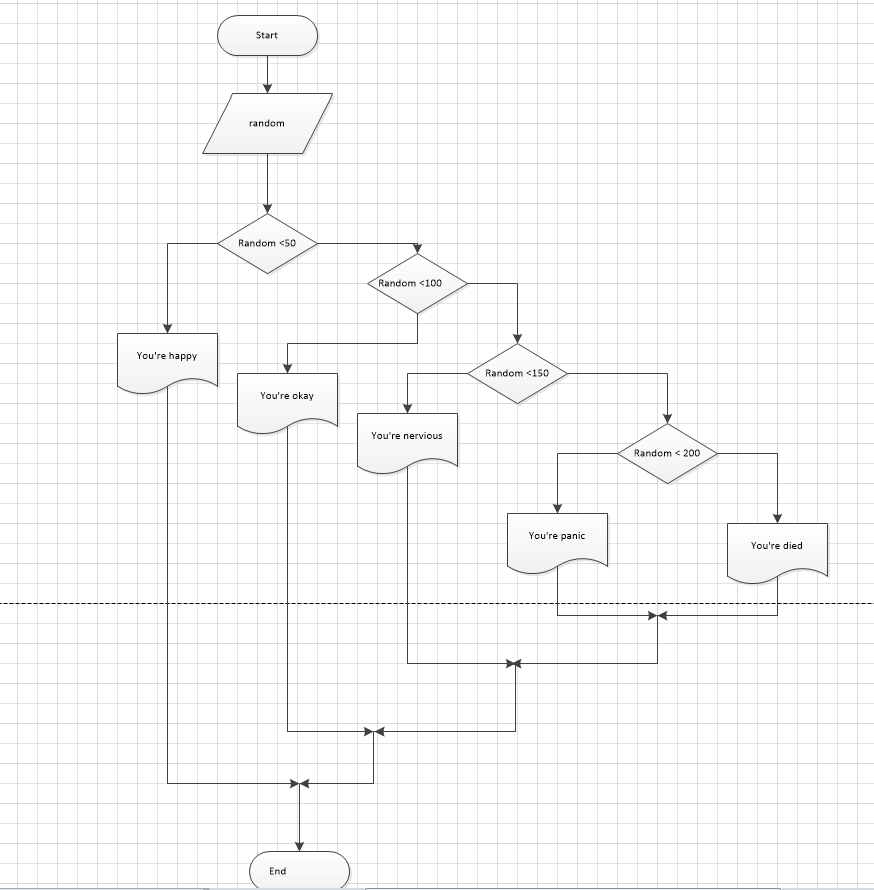 Start
random
Random <50
Random <100
You're happy
You're okay
Random <150
You're nervious
Random < 200
You're panic
You're died
End